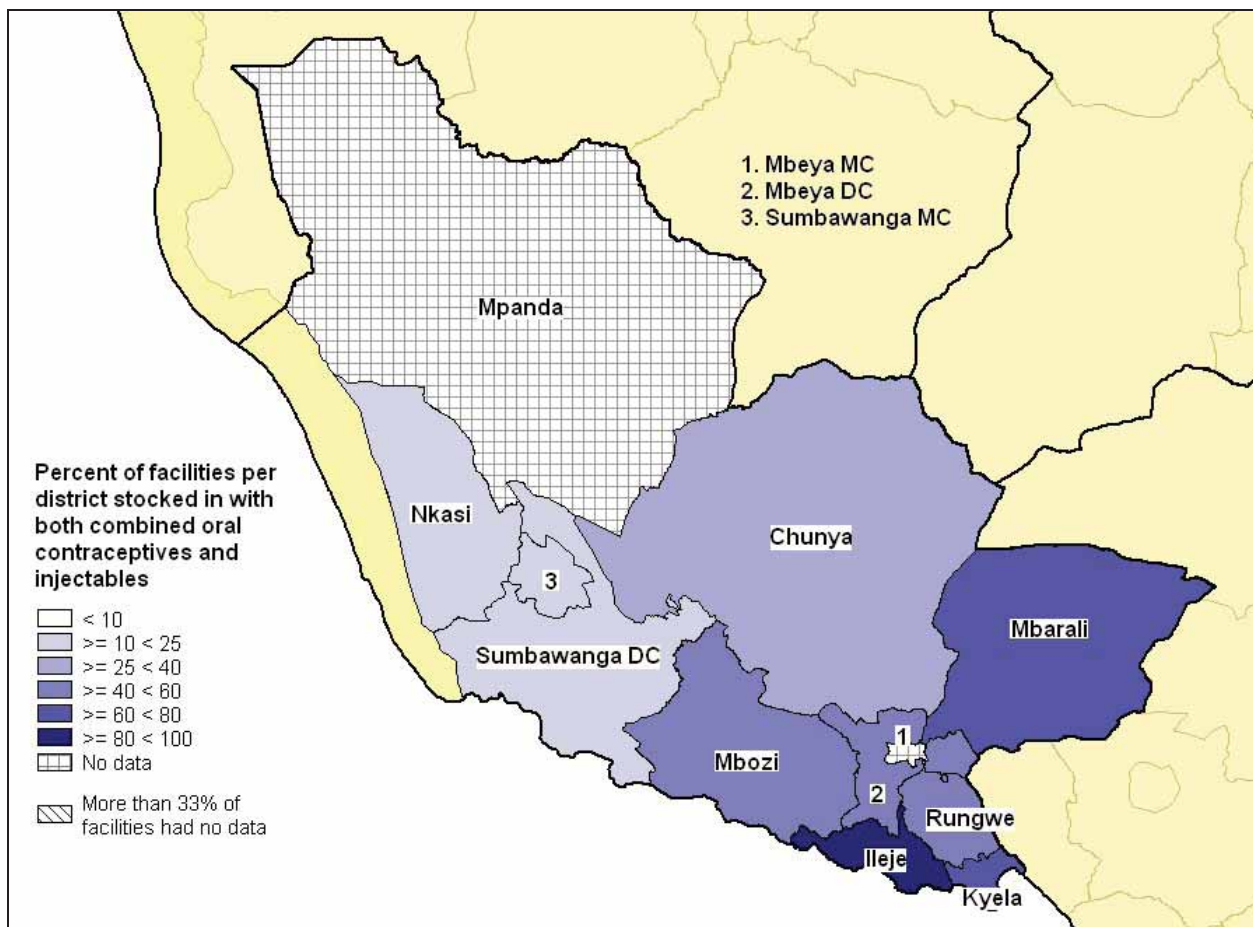 1. Mbeya MC
2. Mbeya DC
3. Sumbawanga MC
Mpanda
Percent of facilities per
district stocked in with
both combined oral
contraceptives and
injectables
< 10
>= 10 < 25
>= 25 < 40
>= 40 < 60
>= 60 < 80
>= 80 < 100
No data
More than 33% of
facilities had no data
Nkasi
3
Chunya
Mbarali
Sumbawanga DC
1
Mbozi
2
Rungwe
Ileje
Kyela